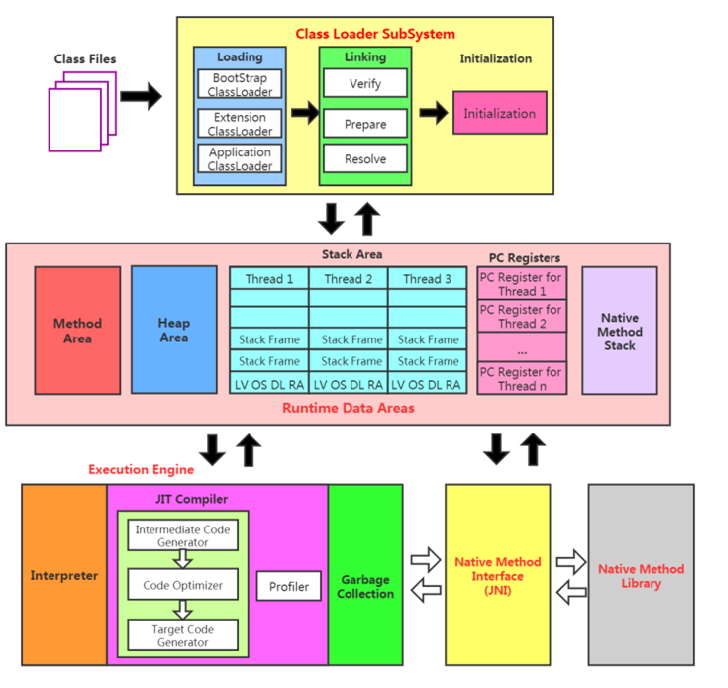 Class Loader SubSystem
Class Files
Loading
Linking
Initialization
BootStrap
ClassLoader
Verify
Extension
ClassLoader
Prepare
Initialization
Application
ClassLoader
Resolve
Stack Area
PC Registers
Thread 1
Thread 2
Thread 3
PC Register for
Thread 1
PC Register for
Thread 2
Method
Area
Heap
Area
Native
Method
Stack
Stack Frame
Stack Frame
Stack Frame
...
Stack Frame
Stack Frame
Stack Frame
PC Register for
Thread n
LV OS DL RA
LV OS DL RA
LV OS DL RA
Runtime Data Areas
Execution Engine
JIT Compiler
Intermediate Code
Generator
Interpreter
Code Optimizer
Profiler
Garbage
Collection
Native Method
Interface
(JNI)
Native Method
Library
Target Code
Generator